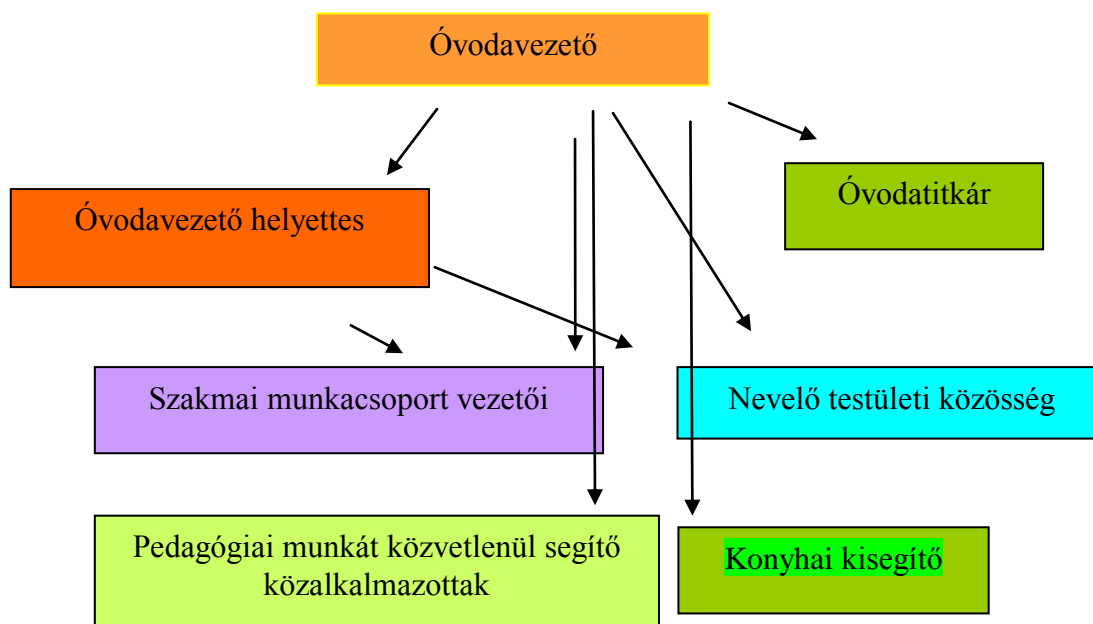 Óvodavezető
Óvodatitkár
Óvodavezető helyettes
Szakmai munkacsoport vezetői
Nevelő testületi közösség
Pedagógiai munkát közvetlenül segítő
közalkalmazottak
Konyhai kisegítő